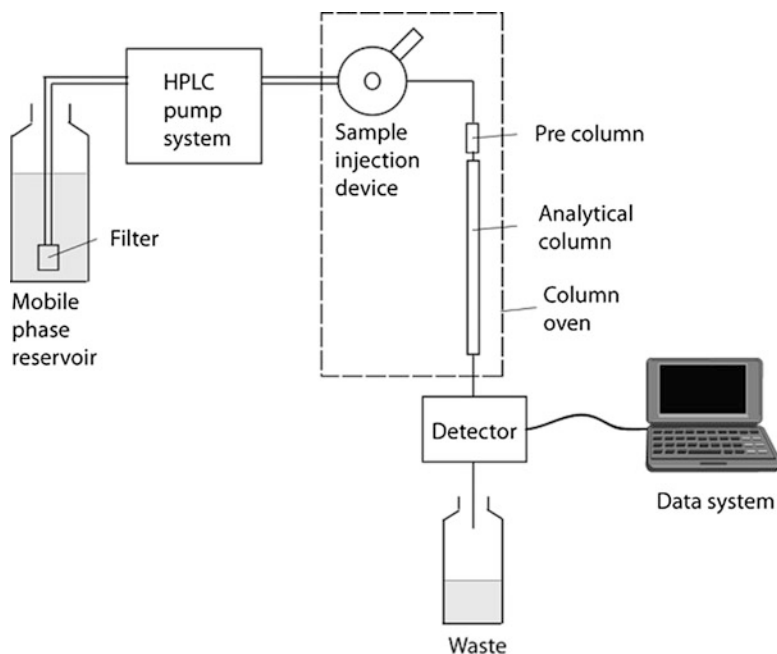 HPLC
pump
system
Sample
injection
device
Pre column
Analytical
column
Column
oven
Filter
Mobile
phase
reservoir
Detector
Data system
Waste